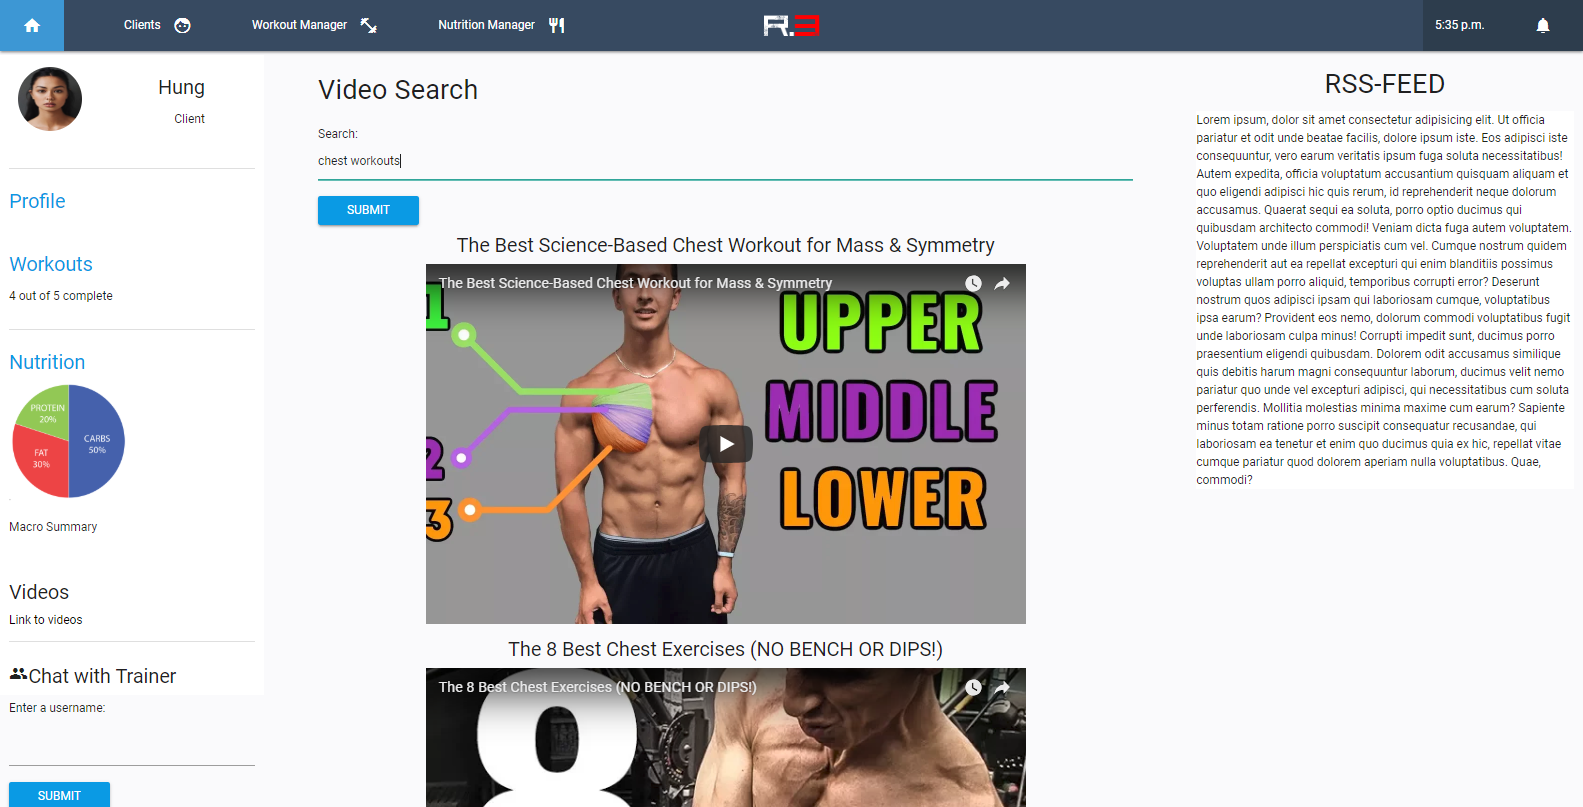 Clients
Workout Manager
Nutrition Manager
R.3
5:35 p.m.
Hung
Client
Profile
Workouts
4 out of 5 complete
Nutrition
PROTEIN
20%
CARBS
50%
FAT
30%
Macro Summary
Videos
Link to videos
Chat with Trainer
Enter a username:
SUBMIT
Video Search
Search:
chest workouts
SUBMIT
The Best Science-Based Chest Workout for Mass & Symmetry
The Best Science-Based Chest Workout for Mass & Symmetry
1
UPPER
2
MIDDLE
3
LOWER
The 8 Best Chest Exercises (NO BENCH OR DIPS!)
The 8 Best Chest Exercises (NO BENCH OR DIPS!)
8
RSS-FEED
Lorem ipsum, dolor sit amet consectetur adipisicing elit. Ut officia
pariatur et odit unde beatae facilis, dolore ipsum iste. Eos adipisci iste
consequuntur, vero earum veritatis ipsum fuga soluta necessitatibus!
Autem expedita, officia voluptatum accusantium quisquam aliquam et
quo eligendi adipisci hic quis rerum, id reprehenderit neque dolorum
accusamus. Quaerat sequi ea soluta, porro optio ducimus qui
quibusdam architecto commodi! Veniam dicta fuga autem voluptatem.
Voluptatem unde illum perspiciatis cum vel. Cumque nostrum quidem
reprehenderit aut ea repellat excepturi qui enim blanditiis possimus
voluptas ullam porro aliquid, temporibus corrupti error? Deserunt
nostrum quos adipisci ipsam qui laboriosam cumque, voluptatibus
ipsa earum? Provident eos nemo, dolorum commodi voluptatibus fugit
unde laboriosam culpa minus! Corrupti impedit sunt, ducimus porro
praesentium eligendi quibusdam. Dolorem odit accusamus similique
quis debitis harum magni consequuntur laborum, ducimus velit nemo
pariatur quo unde vel excepturi adipisci, qui necessitatibus cum soluta
perferendis. Mollitia molestias minima maxime cum earum? Sapiente
minus totam ratione porro suscipit consequatur recusandae, qui
laboriosam ea tenetur et enim quo ducimus quia ex hic, repellat vitae
cumque pariatur quod dolorem aperiam nulla voluptatibus. Quae,
commodi?